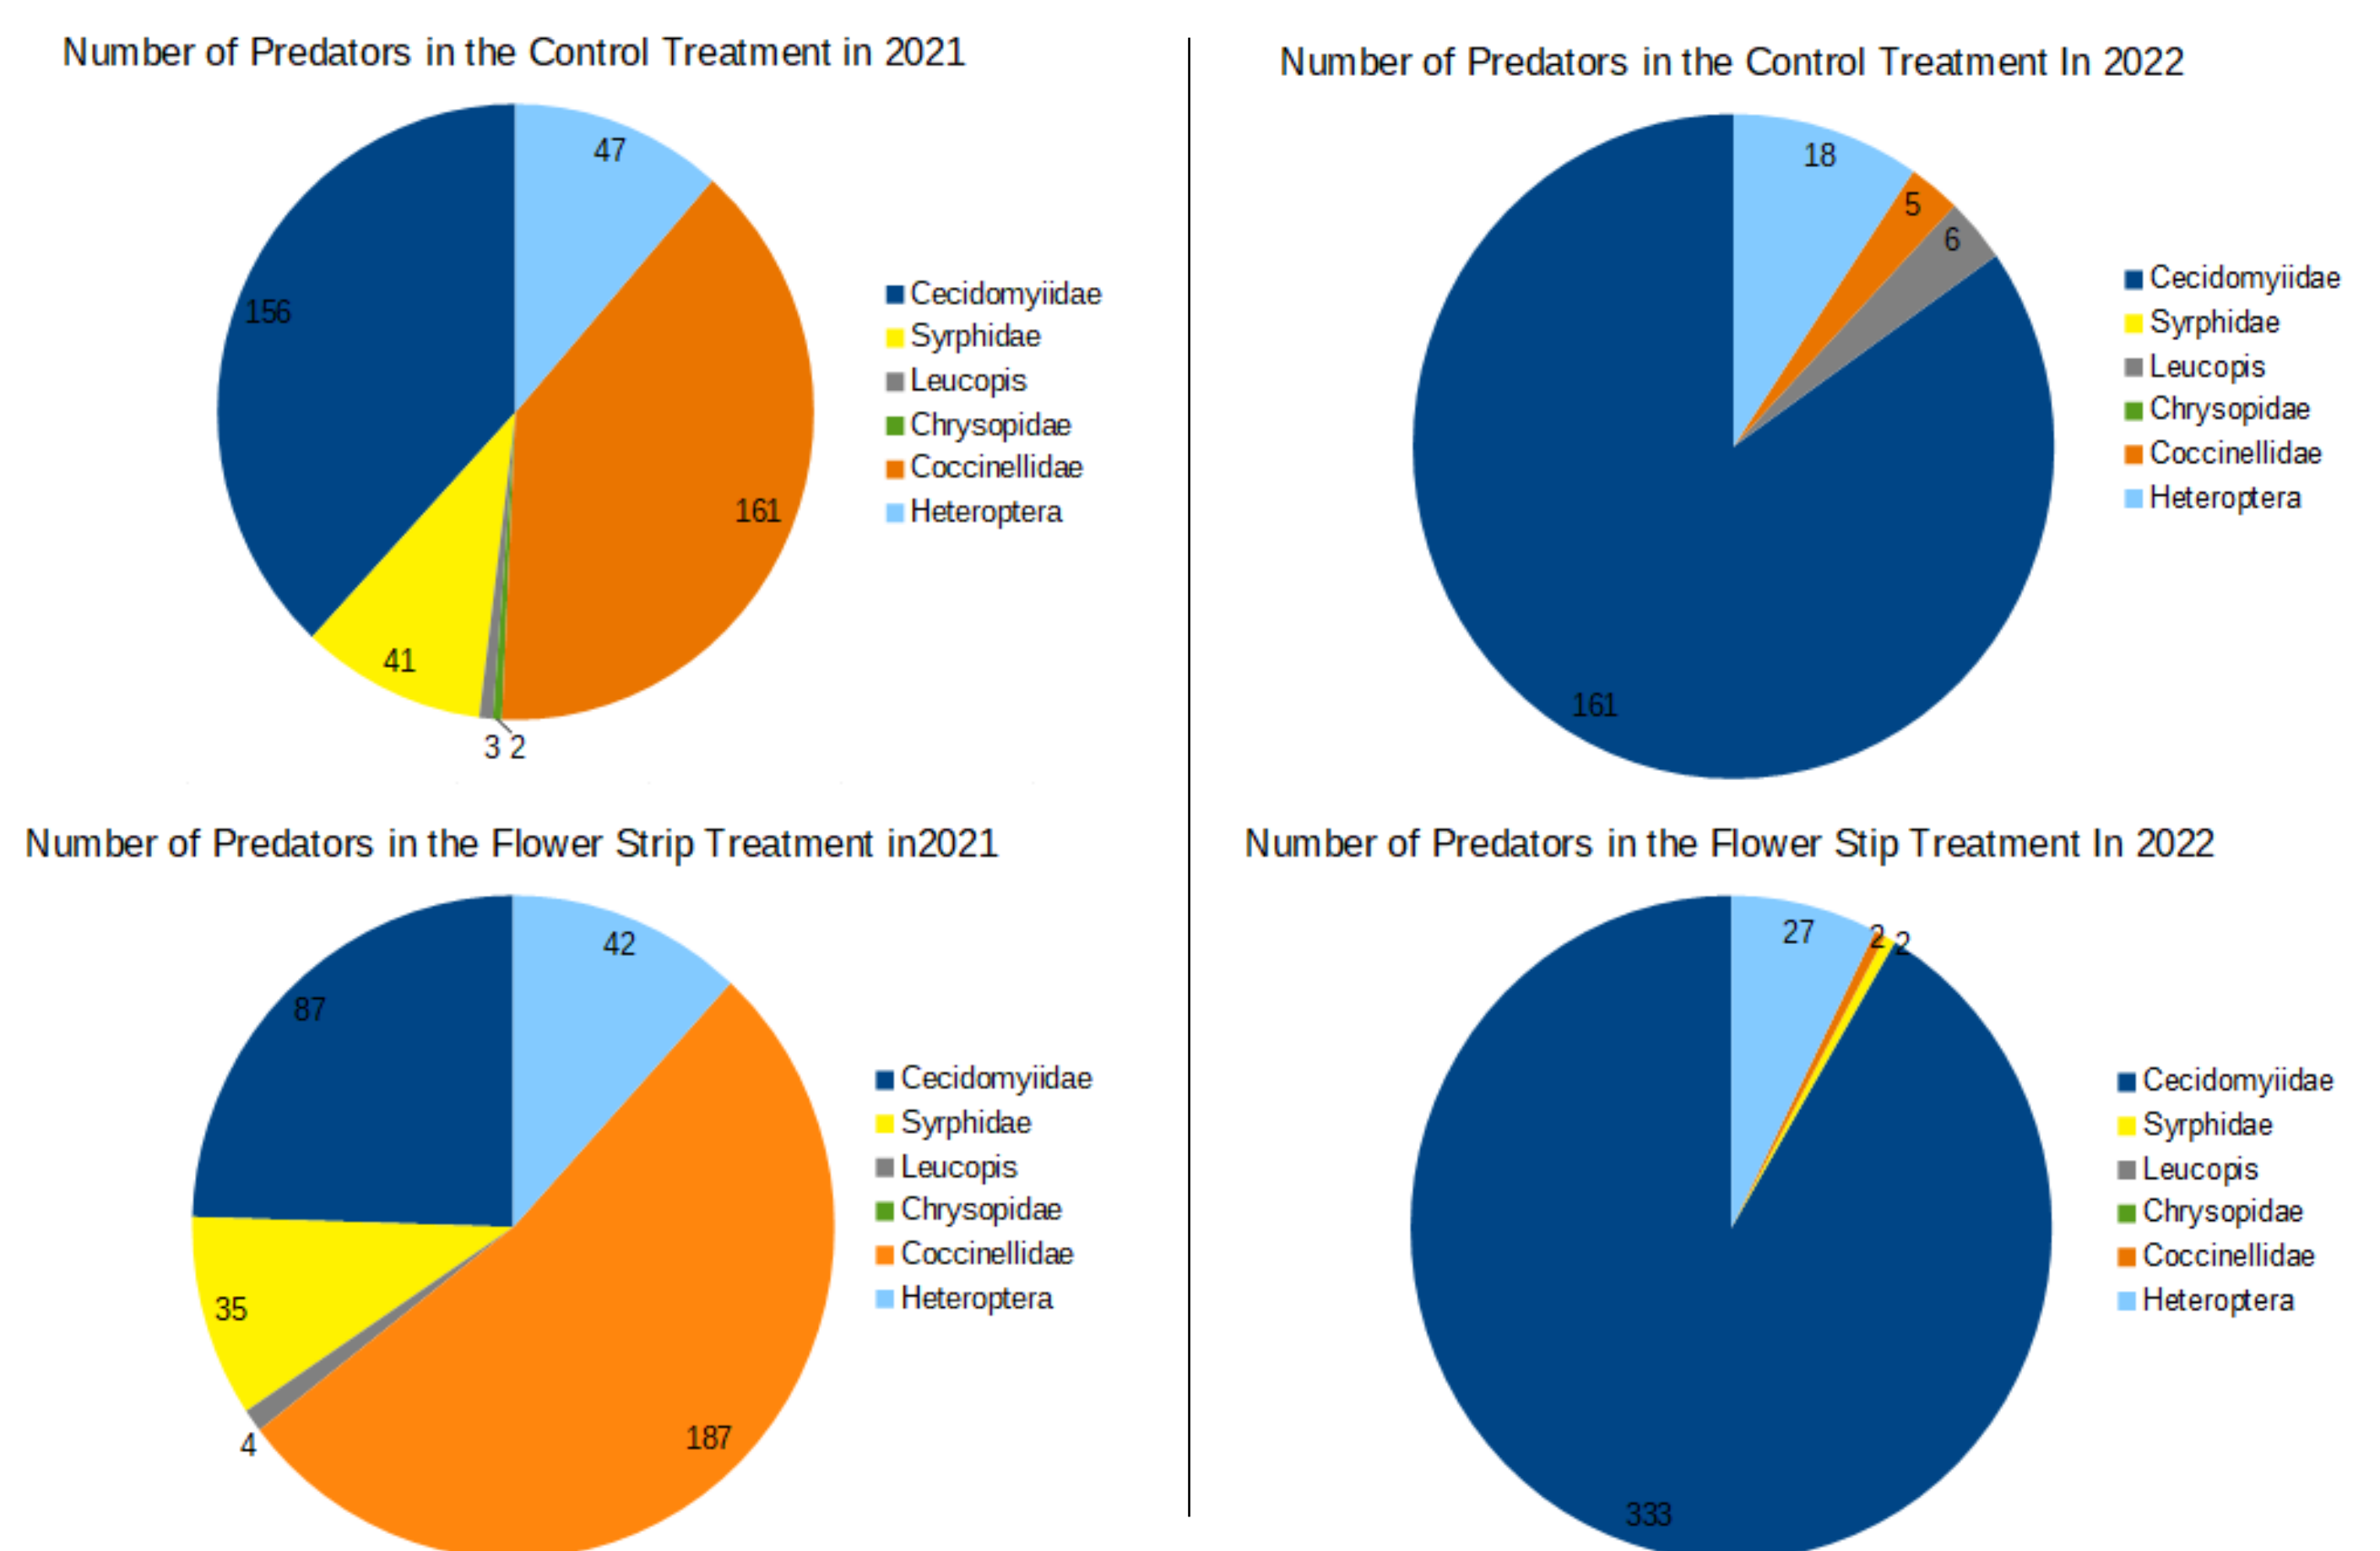 Number of Predators in the Control Treatment in 2021
47
156
161
41
3 2
Cecidomyiidae
Syrphidae
Leucopis
Chrysopidae
Coccinellidae
Heteroptera
Number of Predators in the Control Treatment In 2022
18
5
6
161
Cecidomyiidae
Syrphidae
Leucopis
Chrysopidae
Coccinellidae
Heteroptera
Number of Predators in the Flower Strip Treatment in2021
42
87
35
4
187
Cecidomyiidae
Syrphidae
Leucopis
Chrysopidae
Coccinellidae
Heteroptera
Number of Predators in the Flower Stip Treatment In 2022
27
2 2
333
Cecidomyiidae
Syrphidae
Leucopis
Chrysopidae
Coccinellidae
Heteroptera